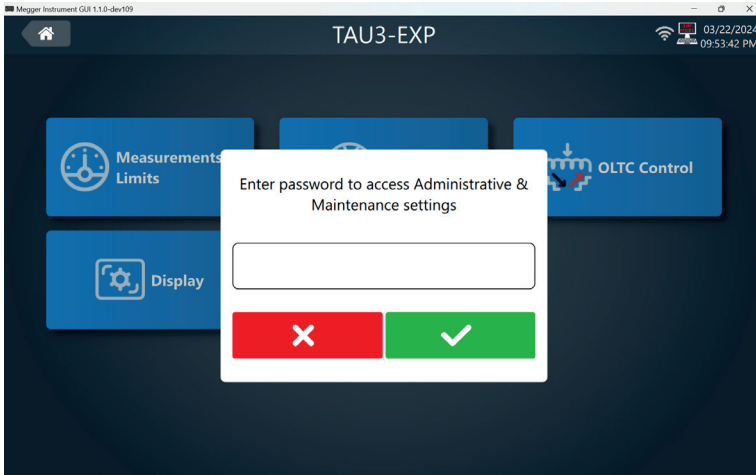 Megger Instrument GUI 1.1.0-dev109
TAU3-EXP
03/22/2024
09:53:42 PM
Measurements
Limits
OLTC Control
Enter password to access Administrative &
Maintenance settings
Display